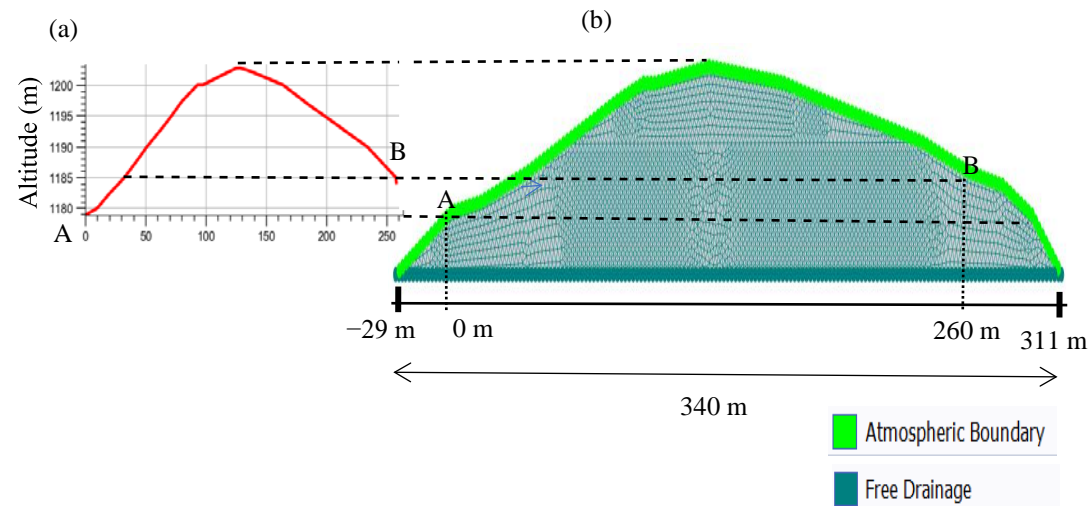 (a)
(b)
Altitude (m)
1200
1195
1190
1185
1180
A
0
50
100
150
200
250
B
A
B
−29 m
0 m
260 m
311 m
340 m
Atmospheric Boundary
Free Drainage